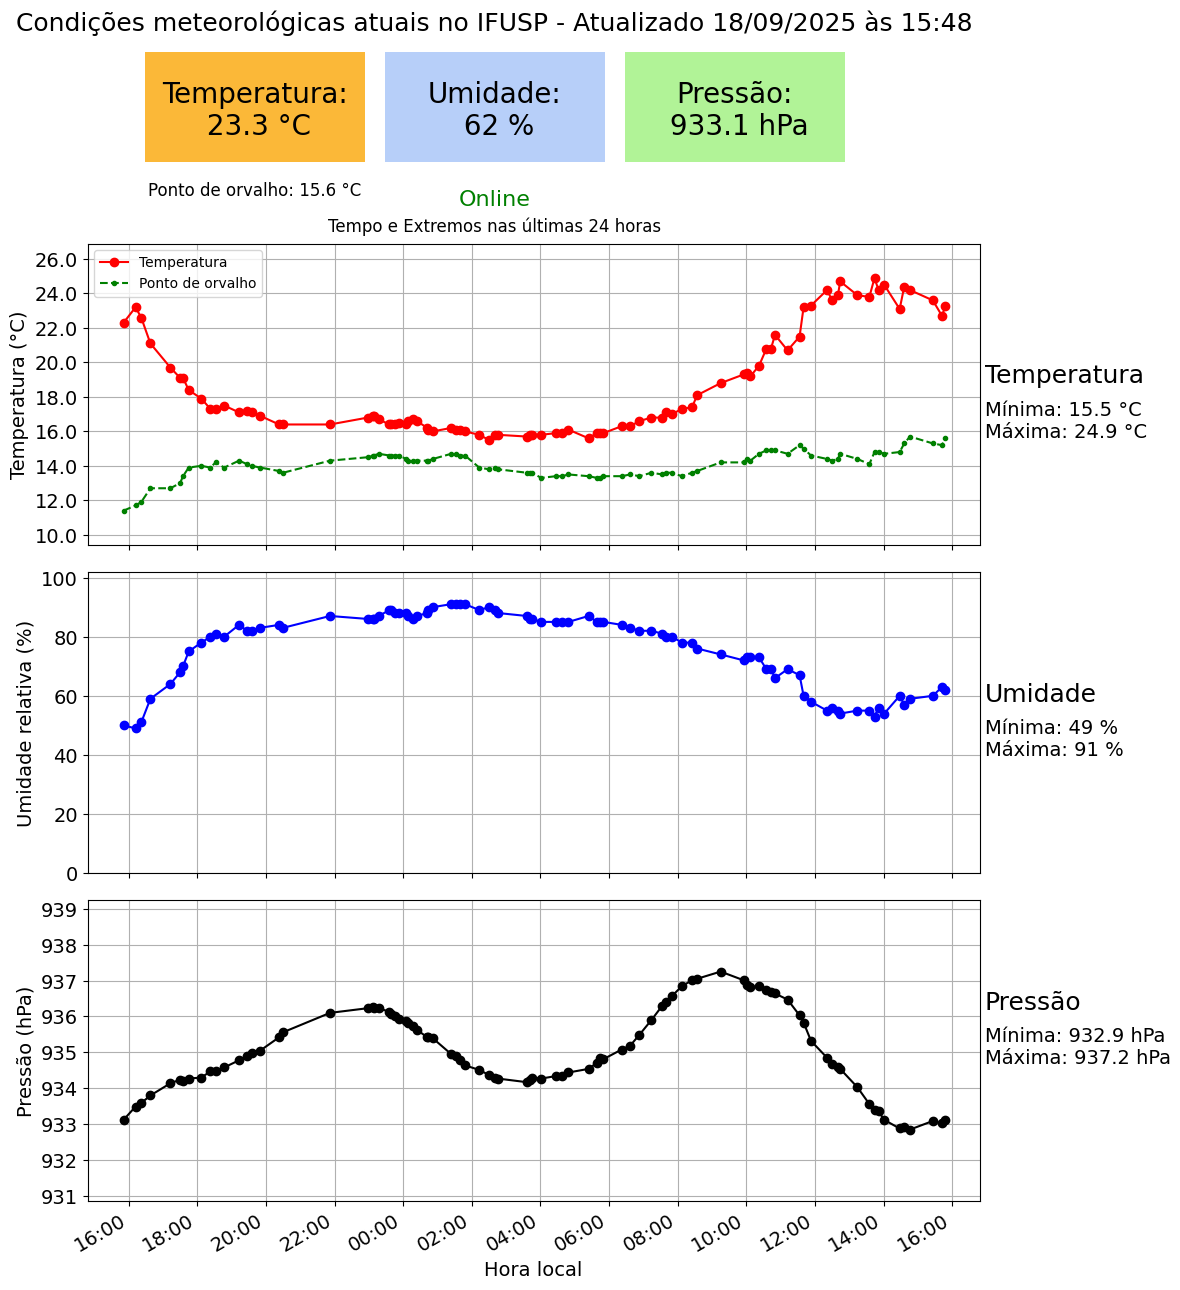 Condições meteorológicas atuais no IFUSP - Atualizado 18/09/2025 às 15:48
Temperatura:
23.3 °C
Umidade:
62 %
Pressão:
933.1 hPa
Ponto de orvalho: 15.6 °C
Online
Tempo e Extremos nas últimas 24 horas
Temperatura (°C)
26.0
24.0
22.0
20.0
18.0
16.0
14.0
12.0
10.0
Temperatura
Ponto de orvalho
Temperatura
Mínima: 15.5 °C
Máxima: 24.9 °C
Umidade relativa (%)
100
80
60
40
20
0
Umidade
Mínima: 49 %
Máxima: 91 %
Pressão (hPa)
939
938
937
936
935
934
933
932
931
Pressão
Mínima: 932.9 hPa
Máxima: 937.2 hPa
16:00
18:00
20:00
22:00
00:00
02:00
04:00
06:00
08:00
10:00
12:00
14:00
16:00
Hora local